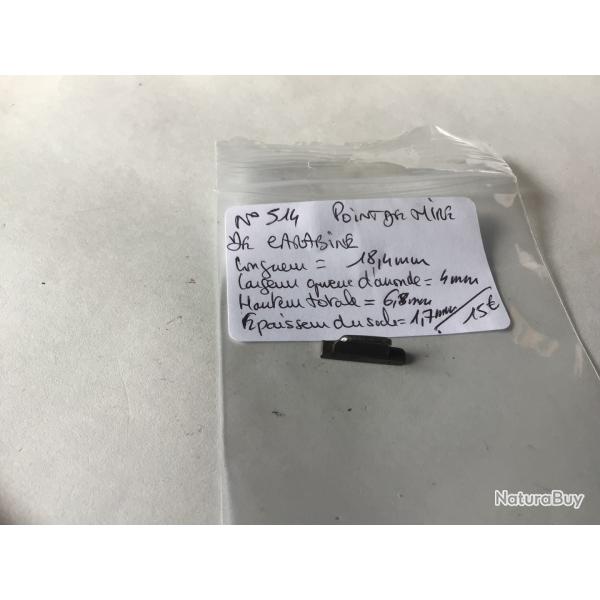 N° 514 POINT DE MIRE
DE CARABINE
Longueur = 18,4mm
Largeur queue d'aronde = 4mm
Hauteur totale = 6,8mm
Epaisseur du socle = 1,7mm / 15€
NaturaBuy